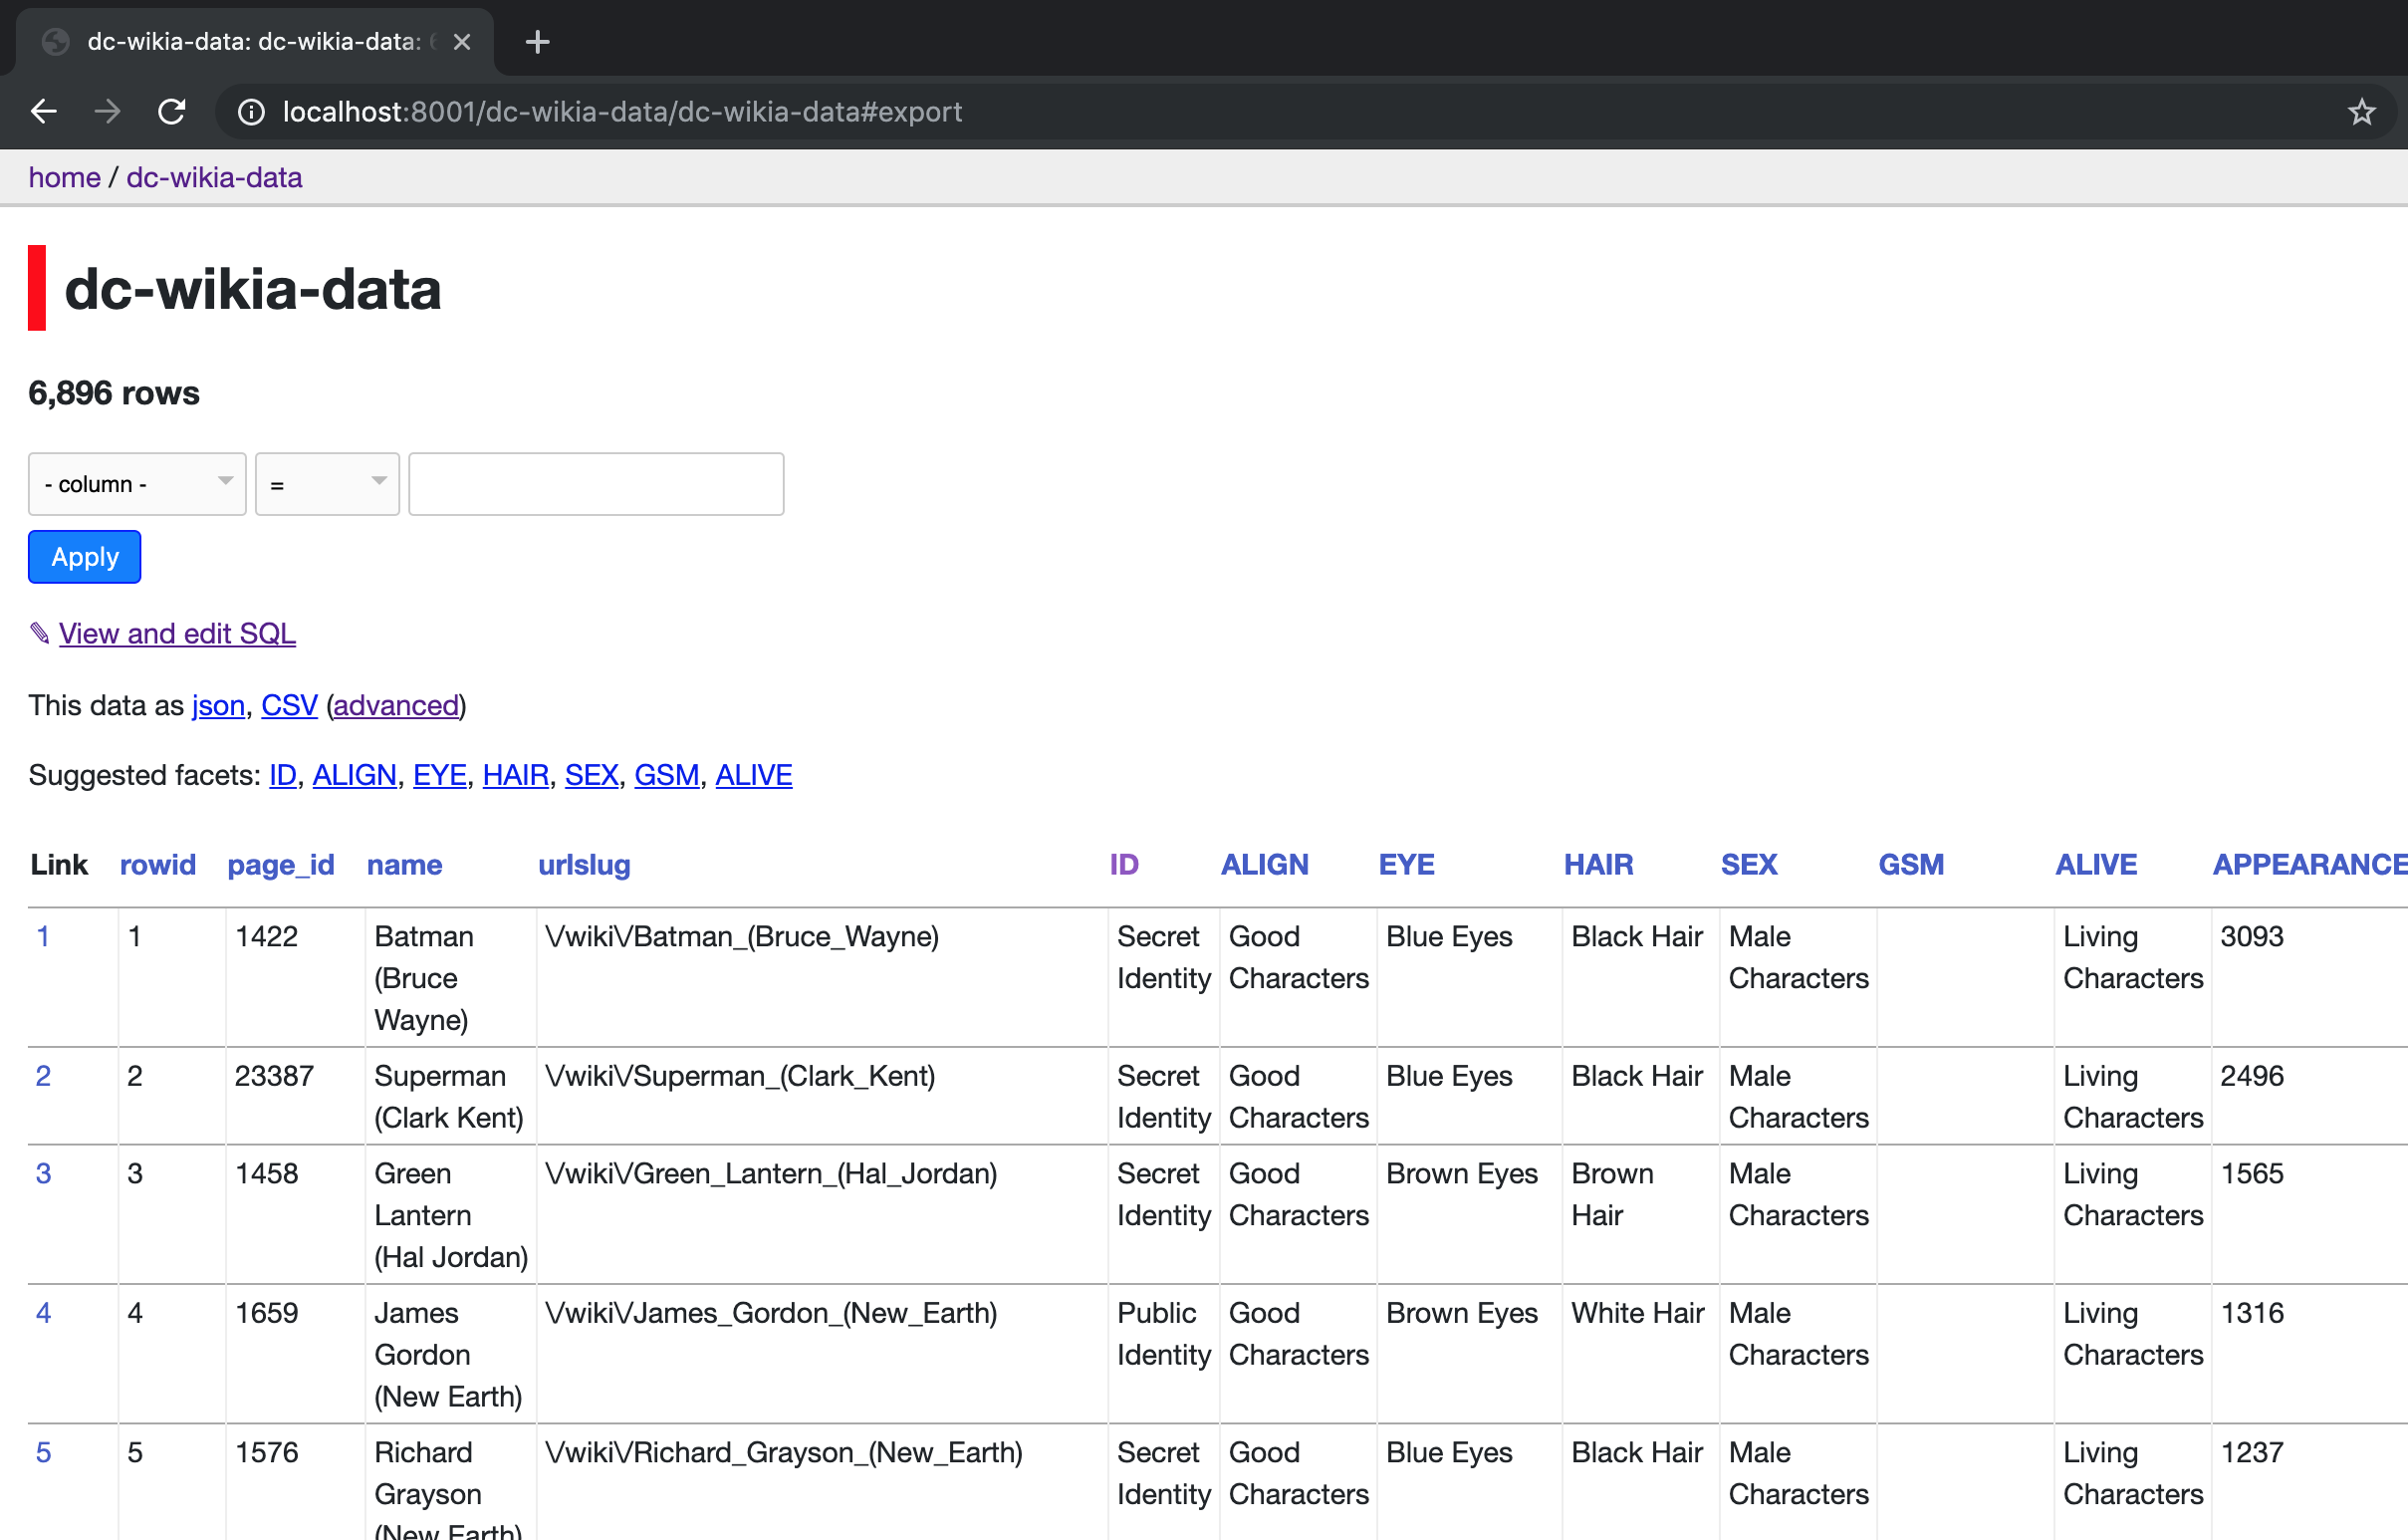 dc-wikia-data: dc-wikia-data:
localhost:8001/dc-wikia-data/dc-wikia-data#export
home / dc-wikia-data
dc-wikia-data
6,896 rows
- column - =
Apply
✎ View and edit SQL
This data as json, CSV (advanced)
Suggested facets: ID, ALIGN, EYE, HAIR, SEX, GSM, ALIVE
Link rowid page_id name urlslug ID ALIGN EYE HAIR SEX GSM ALIVE APPEARANCE
1 1 1422 Batman \/wiki\/Batman_(Bruce_Wayne) Secret Good Blue Eyes Black Hair Male Living 3093
(Bruce Identity Characters Characters Characters
Wayne)
2 2 23387 Superman \/wiki\/Superman_(Clark_Kent) Secret Good Blue Eyes Black Hair Male Living 2496
(Clark Kent) Identity Characters Characters Characters
3 3 1458 Green \/wiki\/Green_Lantern_(Hal_Jordan) Secret Good Brown Eyes Brown Male Living 1565
Lantern Identity Characters Hair Characters Characters
(Hal Jordan)
4 4 1659 James \/wiki\/James_Gordon_(New_Earth) Public Good Brown Eyes White Hair Male Living 1316
Gordon Identity Characters Characters Characters
(New Earth)
5 5 1576 Richard \/wiki\/Richard_Grayson_(New_Earth) Secret Good Blue Eyes Black Hair Male Living 1237
Grayson Identity Characters Characters Characters
(New Earth)